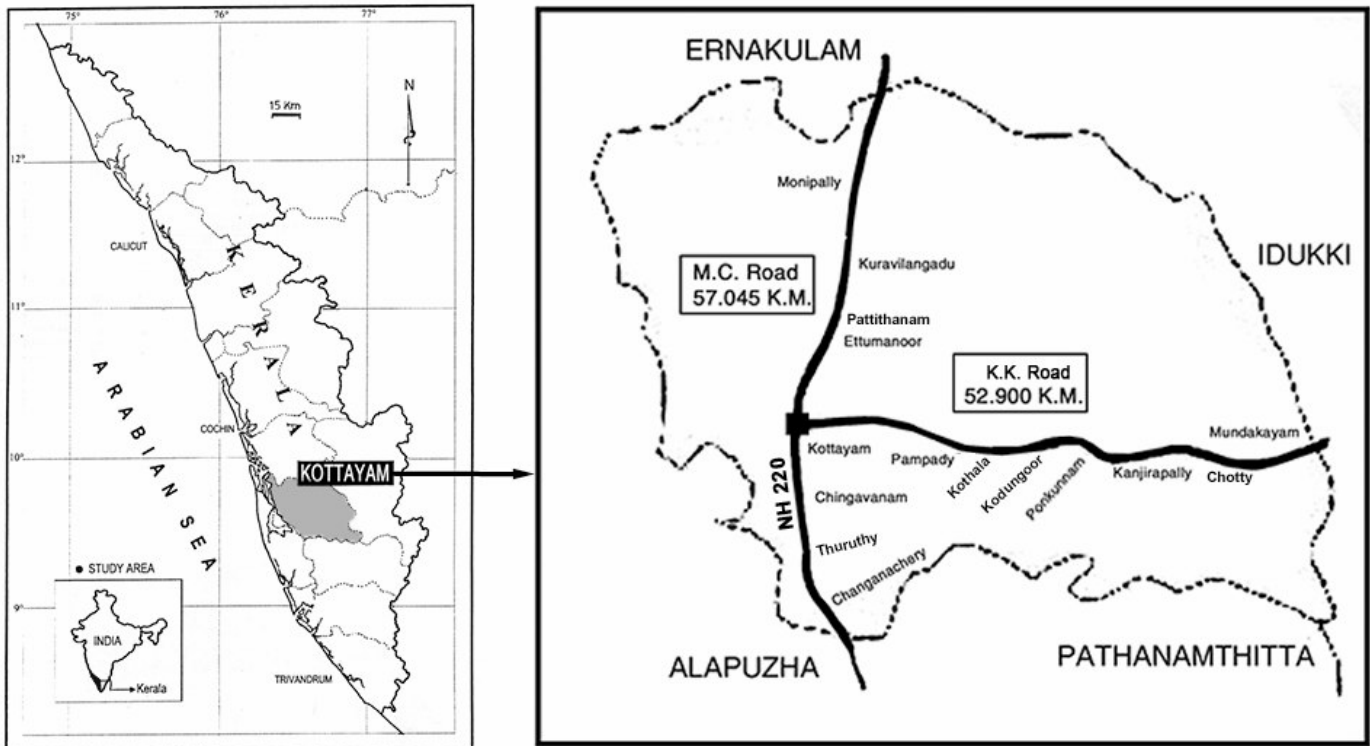 75°
76°
77°
N
15 Km
12°
CALICUT
11°
KERALA
ARABIAN SEA
COCHIN
10°
KOTTAYAM
STUDY AREA
9°
INDIA
Kerala
TRIVANDRUM
ERNAKULAM
Monipally
IDUKKI
M.C. Road
57.045 K.M.
Kuravilangadu
Pattithanam
Ettumanoor
K.K. Road
52.900 K.M.
Mundakayam
Kottayam
Pampady
Kothala
Kodungoor
Ponkunnam
Kanjirapally
Chotty
NH 220
Chingavanam
Thuruthy
Changanachery
ALAPUZHA
PATHANAMTHITTA